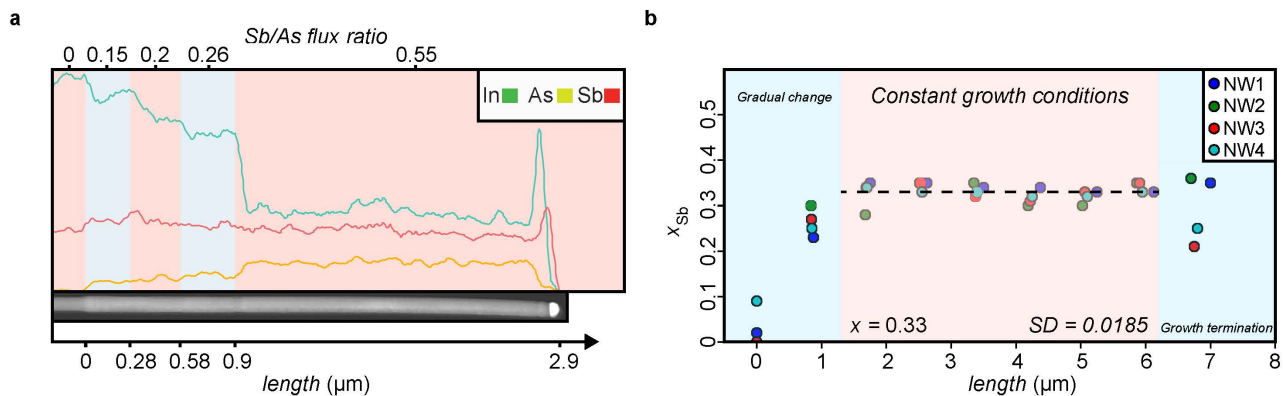 a
Sb/As flux ratio
0 0.15 0.2 0.26 0.55
In As Sb
0 0.28 0.58 0.9 2.9
length (µm)
b
Gradual change
Constant growth conditions
NW1
NW2
NW3
NW4
0.5
0.4
0.3
0.2
0.1
0
xSb
x = 0.33
SD = 0.0185
Growth termination
0 1 2 3 4 5 6 7 8
length (µm)